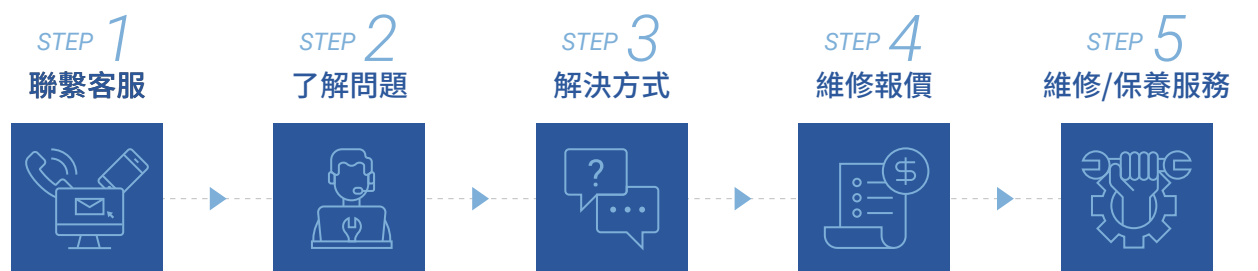 STEP 1
聯繫客服
STEP 2
了解問題
STEP 3
解決方式
STEP 4
維修報價
STEP 5
維修/保養服務
?
$